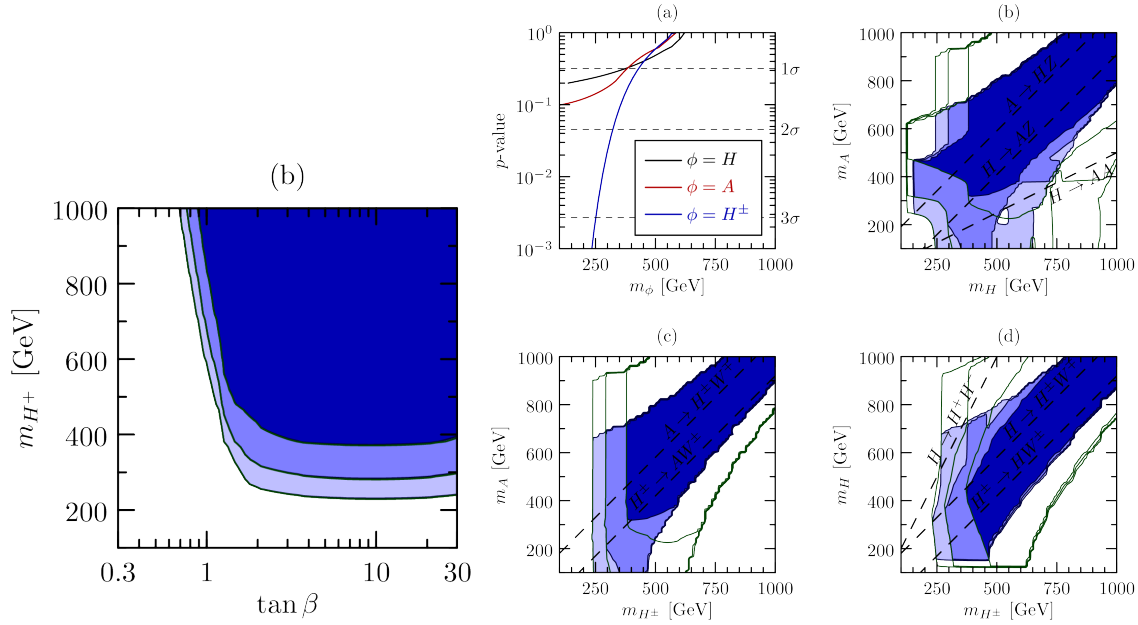 (b)
1000
800
600
400
200
m_{H^+} [GeV]
0.3
1
10
30
tan β
(a)
10^0
10^{-1}
10^{-2}
10^{-3}
p-value
1σ
2σ
3σ
ϕ = H
ϕ = A
ϕ = H^±
250
500
750
1000
m_ϕ [GeV]
(b)
1000
800
600
400
200
m_A [GeV]
A → HZ
H → AZ
H → AA
250
500
750
1000
m_H [GeV]
(c)
1000
800
600
400
200
m_A [GeV]
A → H^±W^∓
H^± → AW^±
250
500
750
1000
m_{H^±} [GeV]
(d)
1000
800
600
400
200
m_H [GeV]
H → H^+H^-
H → H^±W^∓
H^± → HW^±
250
500
750
1000
m_{H^±} [GeV]